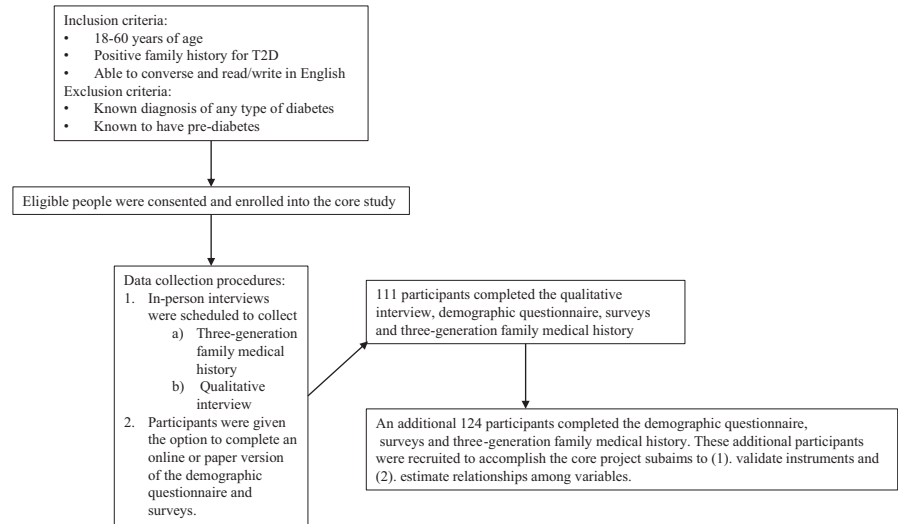 Inclusion criteria:
• 18-60 years of age
• Positive family history for T2D
• Able to converse and read/write in English
Exclusion criteria:
• Known diagnosis of any type of diabetes
• Known to have pre-diabetes
Eligible people were consented and enrolled into the core study
Data collection procedures:
1. In-person interviews
were scheduled to collect
a) Three-generation
family medical
history
b) Qualitative
interview
2. Participants were given
the option to complete an
online or paper version
of the demographic
questionnaire and
surveys.
111 participants completed the qualitative
interview, demographic questionnaire, surveys
and three-generation family medical history
An additional 124 participants completed the demographic questionnaire,
surveys and three-generation family medical history. These additional participants
were recruited to accomplish the core project subaims to (1). validate instruments and
(2). estimate relationships among variables.